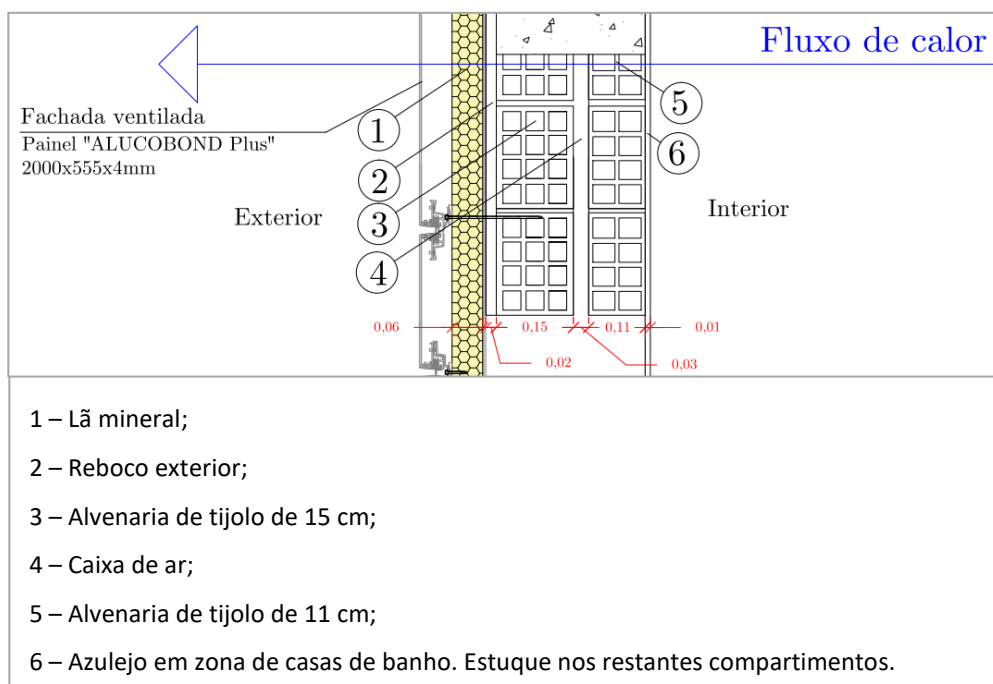 Fluxo de calor
Fachada ventilada
Painel "ALUCOBOND Plus"
2000x555x4mm
1
2
3
4
5
6
Exterior
Interior
0,06
0,15
0,11
0,01
0,02
0,03
1 – Lã mineral;
2 – Reboco exterior;
3 – Alvenaria de tijolo de 15 cm;
4 – Caixa de ar;
5 – Alvenaria de tijolo de 11 cm;
6 – Azulejo em zona de casas de banho. Estuque nos restantes compartimentos.